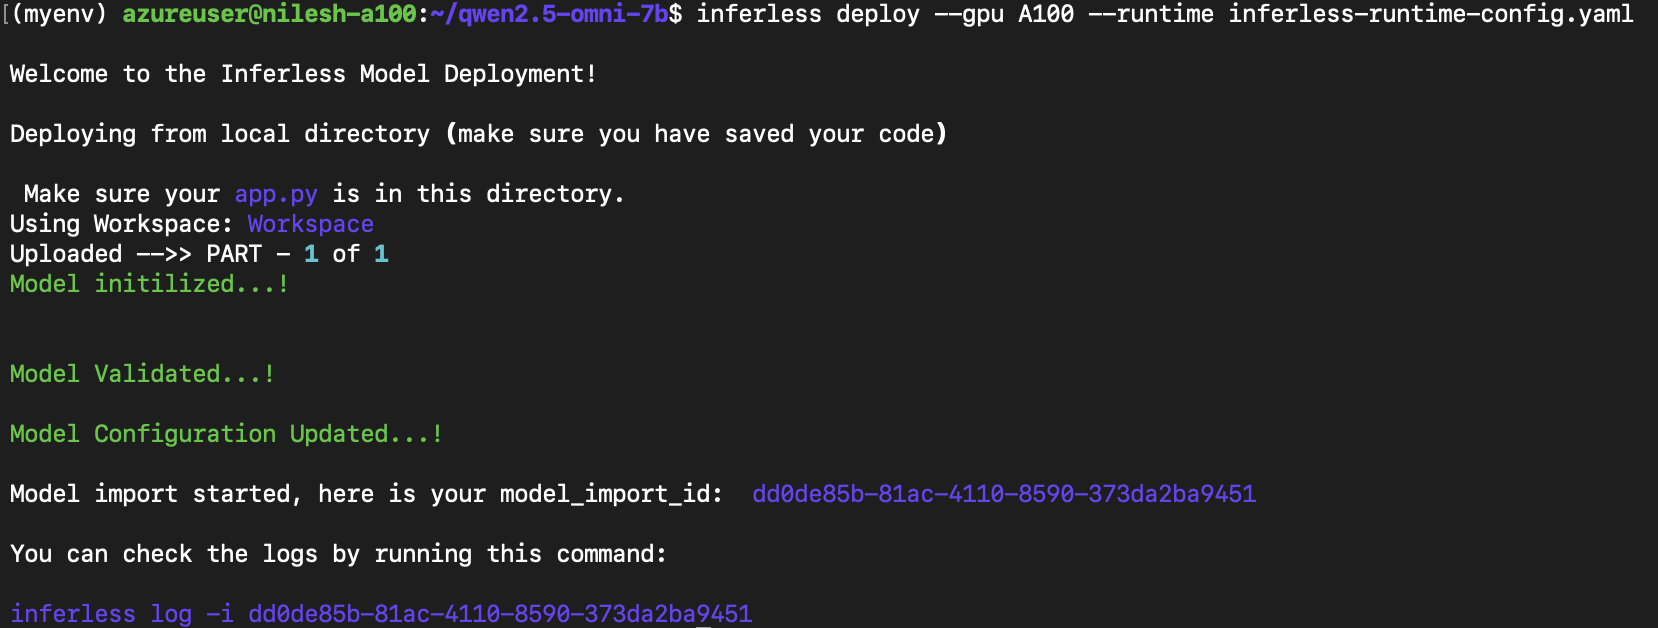 [(myenv) azureuser@nilesh-a100:~/qwen2.5-omni-7b$ inferless deploy --gpu A100 --runtime inferless-runtime-config.yaml
Welcome to the Inferless Model Deployment!
Deploying from local directory (make sure you have saved your code)
Make sure your app.py is in this directory.
Using Workspace: Workspace
Uploaded -->> PART - 1 of 1
Model initilized...!
Model Validated...!
Model Configuration Updated...!
Model import started, here is your model_import_id:  dd0de85b-81ac-4110-8590-373da2ba9451
You can check the logs by running this command:
inferless log -i dd0de85b-81ac-4110-8590-373da2ba9451